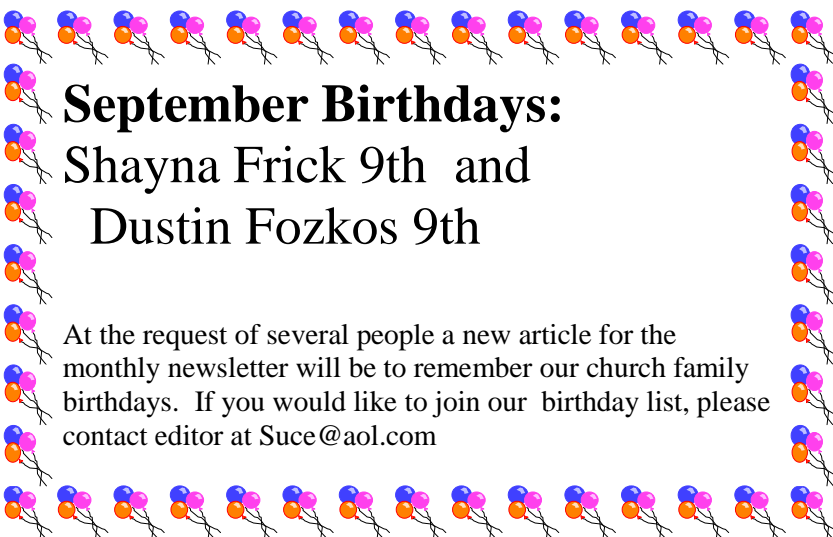 September Birthdays:
Shayna Frick 9th  and
Dustin Fozkos 9th
At the request of several people a new article for the
monthly newsletter will be to remember our church family
birthdays.  If you would like to join our  birthday list, please
contact editor at Suce@aol.com